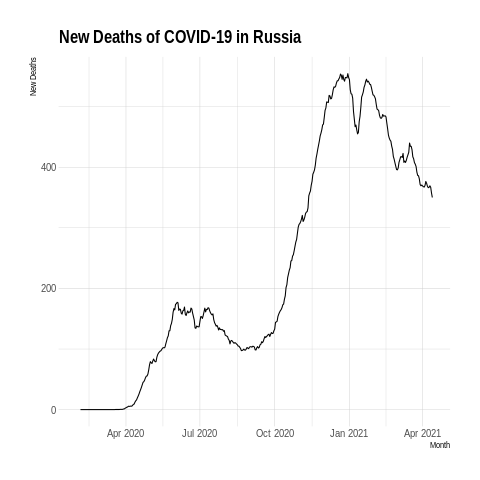 New Deaths of COVID-19 in Russia
New Deaths
400
200
0
Apr 2020 Jul 2020 Oct 2020 Jan 2021 Apr 2021
Month